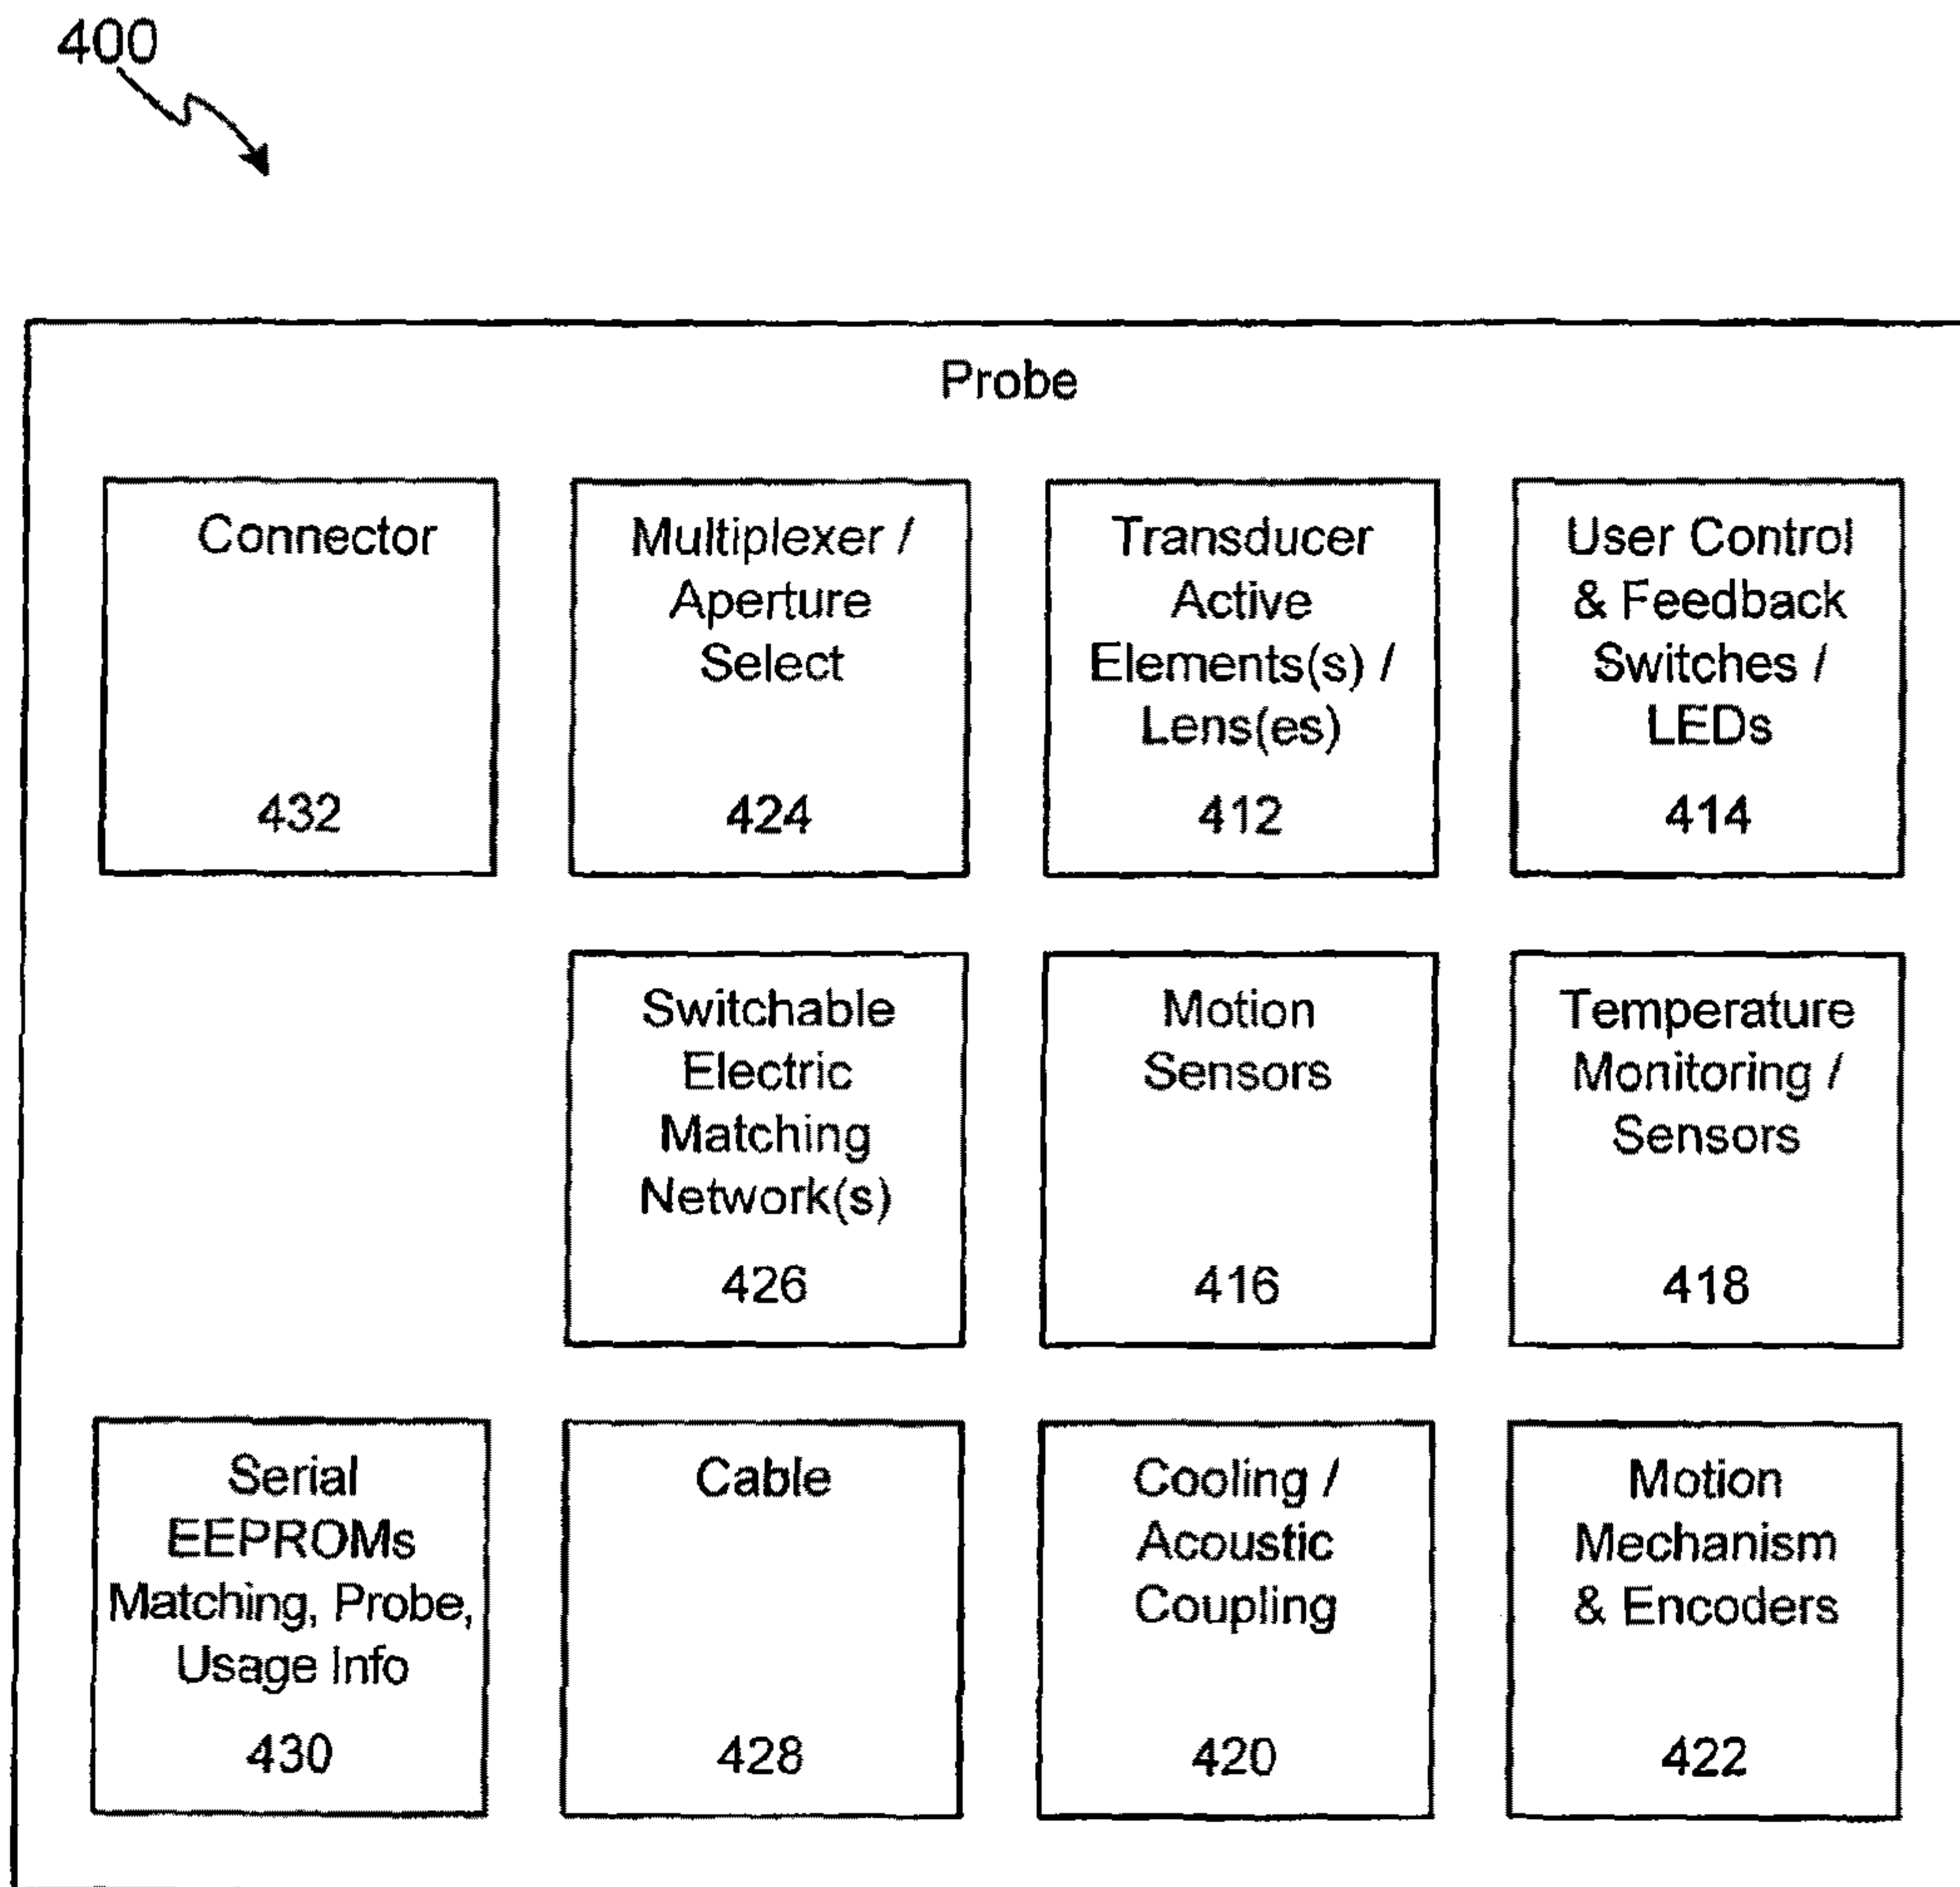 400
Probe
Connector
432
Multiplexer /
Aperture
Select
424
Transducer
Active
Elements(s) /
Lens(es)
412
User Control
& Feedback
Switches /
LEDs
414
Switchable
Electric
Matching
Network(s)
426
Motion
Sensors
416
Temperature
Monitoring /
Sensors
418
Serial
EEPROMs
Matching, Probe,
Usage Info
430
Cable
428
Cooling /
Acoustic
Coupling
420
Motion
Mechanism
& Encoders
422